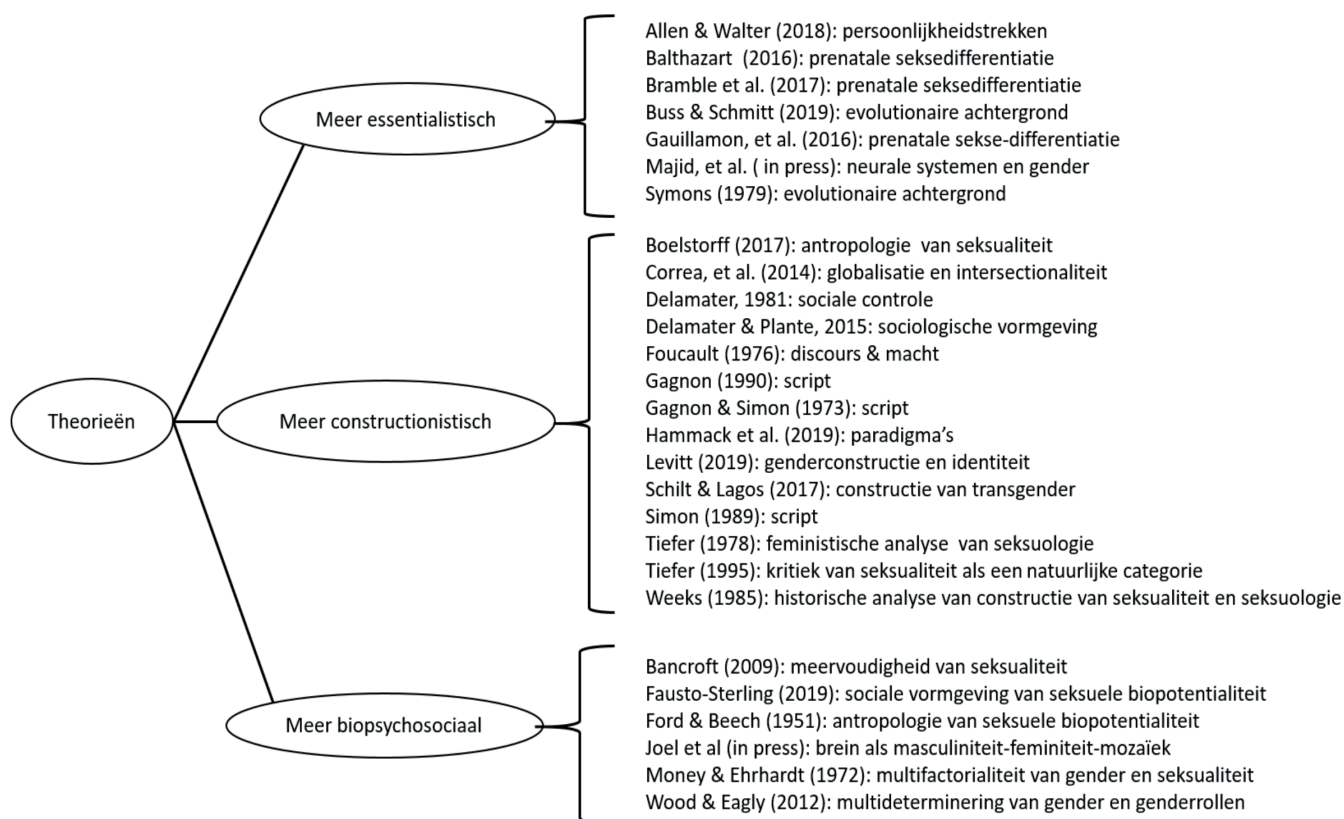 Theorieën
Meer essentialistisch
Allen & Walter (2018): persoonlijkheidstrekken
Balthazart (2016): prenatale seksedifferentiatie
Bramble et al. (2017): prenatale seksedifferentiatie
Buss & Schmitt (2019): evolutionaire achtergrond
Gauillamon, et al. (2016): prenatale sekse-differentiatie
Majid, et al. ( in press): neurale systemen en gender
Symons (1979): evolutionaire achtergrond
Meer constructionistisch
Boelstorff (2017): antropologie van seksualiteit
Correa, et al. (2014): globalisatie en intersectionaliteit
Delamater, 1981: sociale controle
Delamater & Plante, 2015: sociologische vormgeving
Foucault (1976): discours & macht
Gagnon (1990): script
Gagnon & Simon (1973): script
Hammack et al. (2019): paradigma's
Levitt (2019): genderconstructie en identiteit
Schilt & Lagos (2017): constructie van transgender
Simon (1989): script
Tiefer (1978): feministische analyse van seksuologie
Tiefer (1995): kritiek van seksualiteit als een natuurlijke categorie
Weeks (1985): historische analyse van constructie van seksualiteit en seksuologie
Meer biopsychosociaal
Bancroft (2009): meervoudigheid van seksualiteit
Fausto-Sterling (2019): sociale vormgeving van seksuele biopotentialiteit
Ford & Beech (1951): antropologie van seksuele biopotentialiteit
Joel et al (in press): brein als masculiniteit-feminiteit-mozaïek
Money & Ehrhardt (1972): multifactorialiteit van gender en seksualiteit
Wood & Eagly (2012): multideterminering van gender en genderrollen